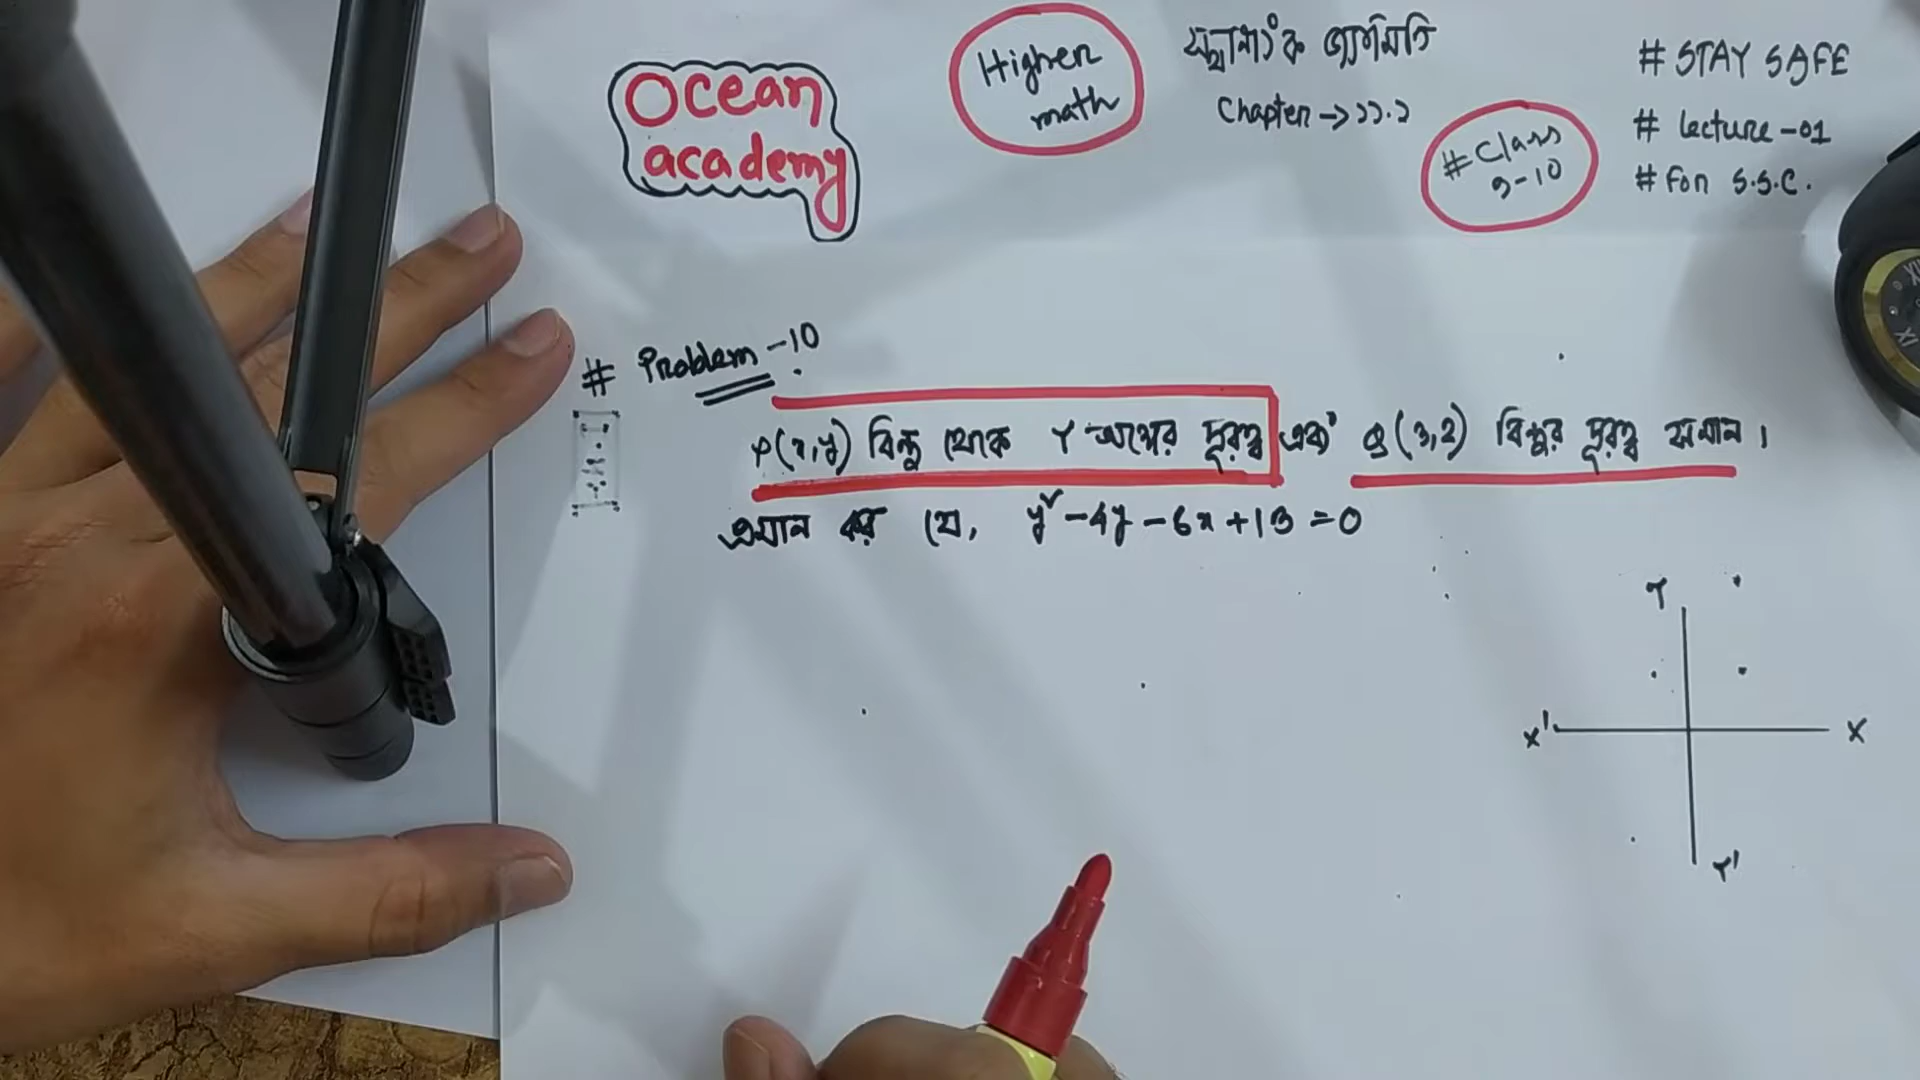 Ocean
academy
Higher
math
স্থানাংক জ্যামিতি
Chapter → ১১.১
# Class
9-10
# STAY SAFE
# lecture -01
# For S.S.C.
# Problem -10
P(x,y) বিন্দু থেকে Y অক্ষের দূরত্ব এবং Q(3,2) বিন্দুর দূরত্ব সমান।
প্রমান কর যে, y² -4y -6x +13 =0
Y
X' X
Y'